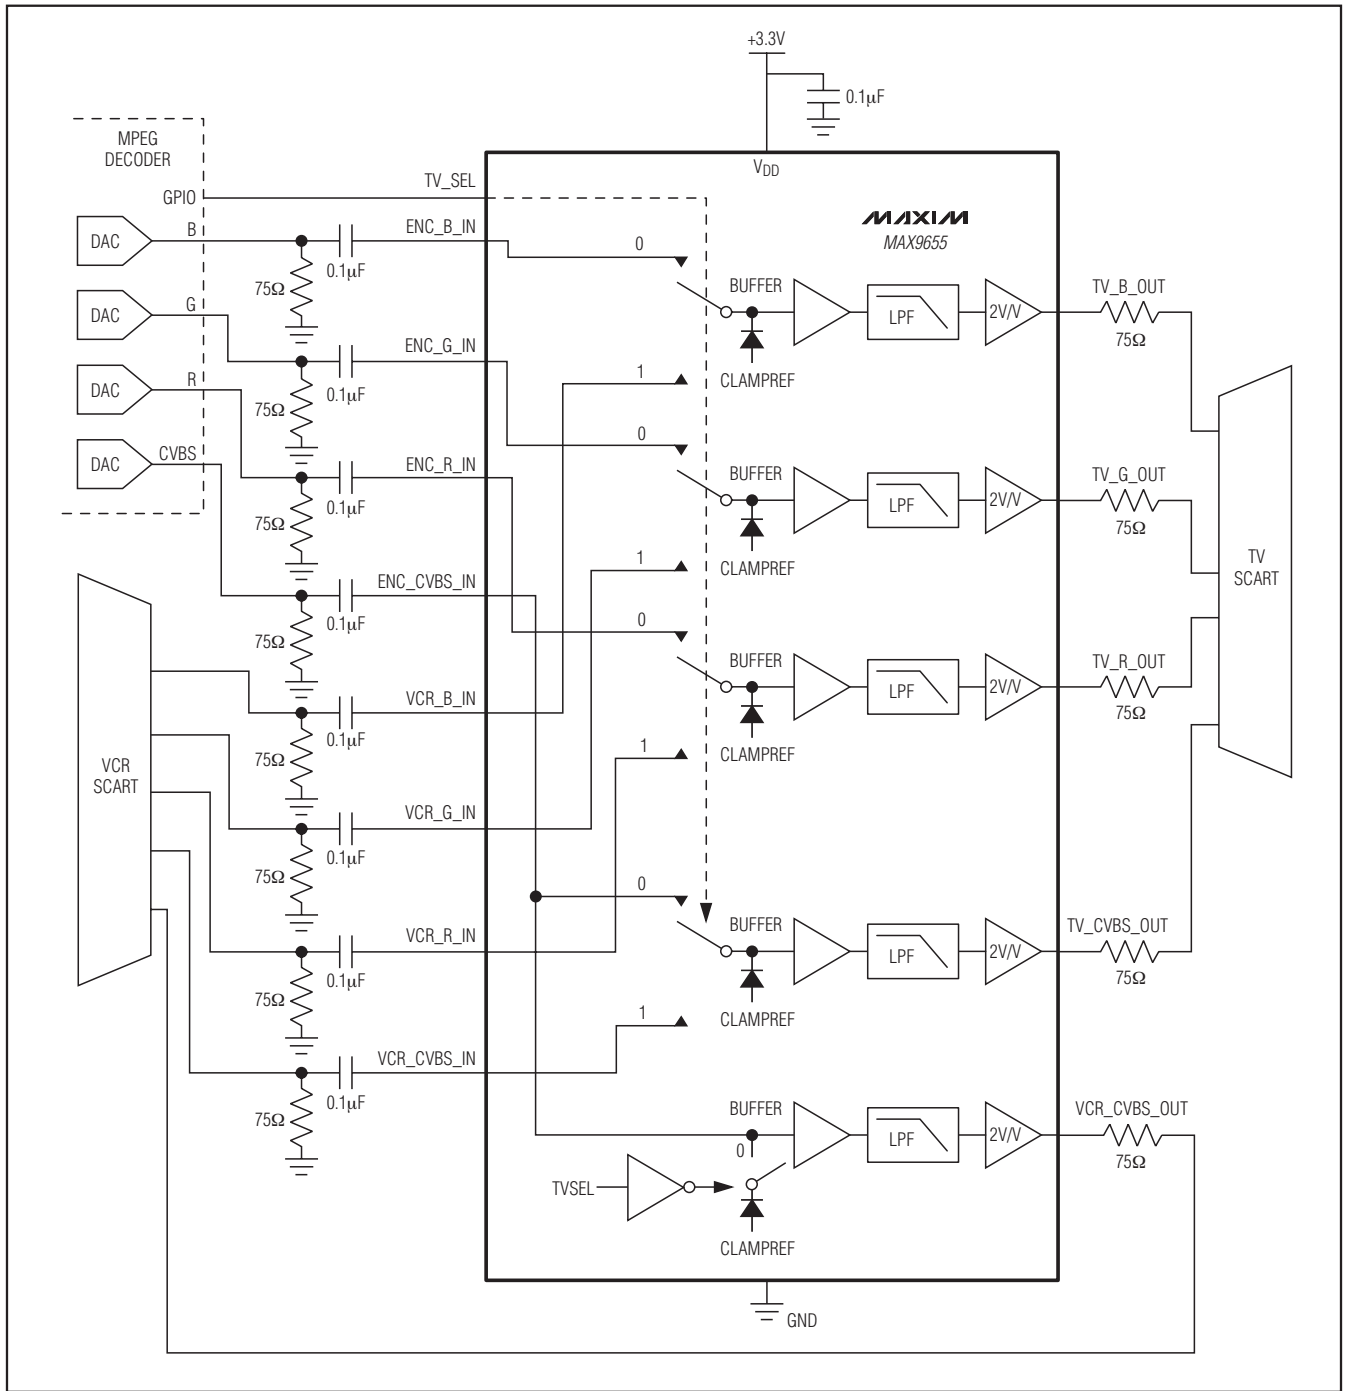 +3.3V
0.1µF
MPEG
DECODER
VDD
TV_SEL
GPIO
MAXIM
MAX9655
DAC
B
ENC_B_IN
0
0.1µF
75Ω
BUFFER
LPF
2V/V
TV_B_OUT
75Ω
CLAMPREF
1
DAC
G
ENC_G_IN
0.1µF
75Ω
0
BUFFER
LPF
2V/V
TV_G_OUT
75Ω
CLAMPREF
1
DAC
R
ENC_R_IN
0.1µF
75Ω
0
BUFFER
LPF
2V/V
TV_R_OUT
75Ω
CLAMPREF
1
DAC
CVBS
ENC_CVBS_IN
0.1µF
75Ω
TV
SCART
VCR
SCART
VCR_B_IN
0.1µF
75Ω
VCR_G_IN
0.1µF
75Ω
0
BUFFER
LPF
2V/V
TV_CVBS_OUT
75Ω
CLAMPREF
1
VCR_R_IN
0.1µF
75Ω
VCR_CVBS_IN
0.1µF
75Ω
BUFFER
0
LPF
2V/V
VCR_CVBS_OUT
75Ω
TVSEL
CLAMPREF
GND